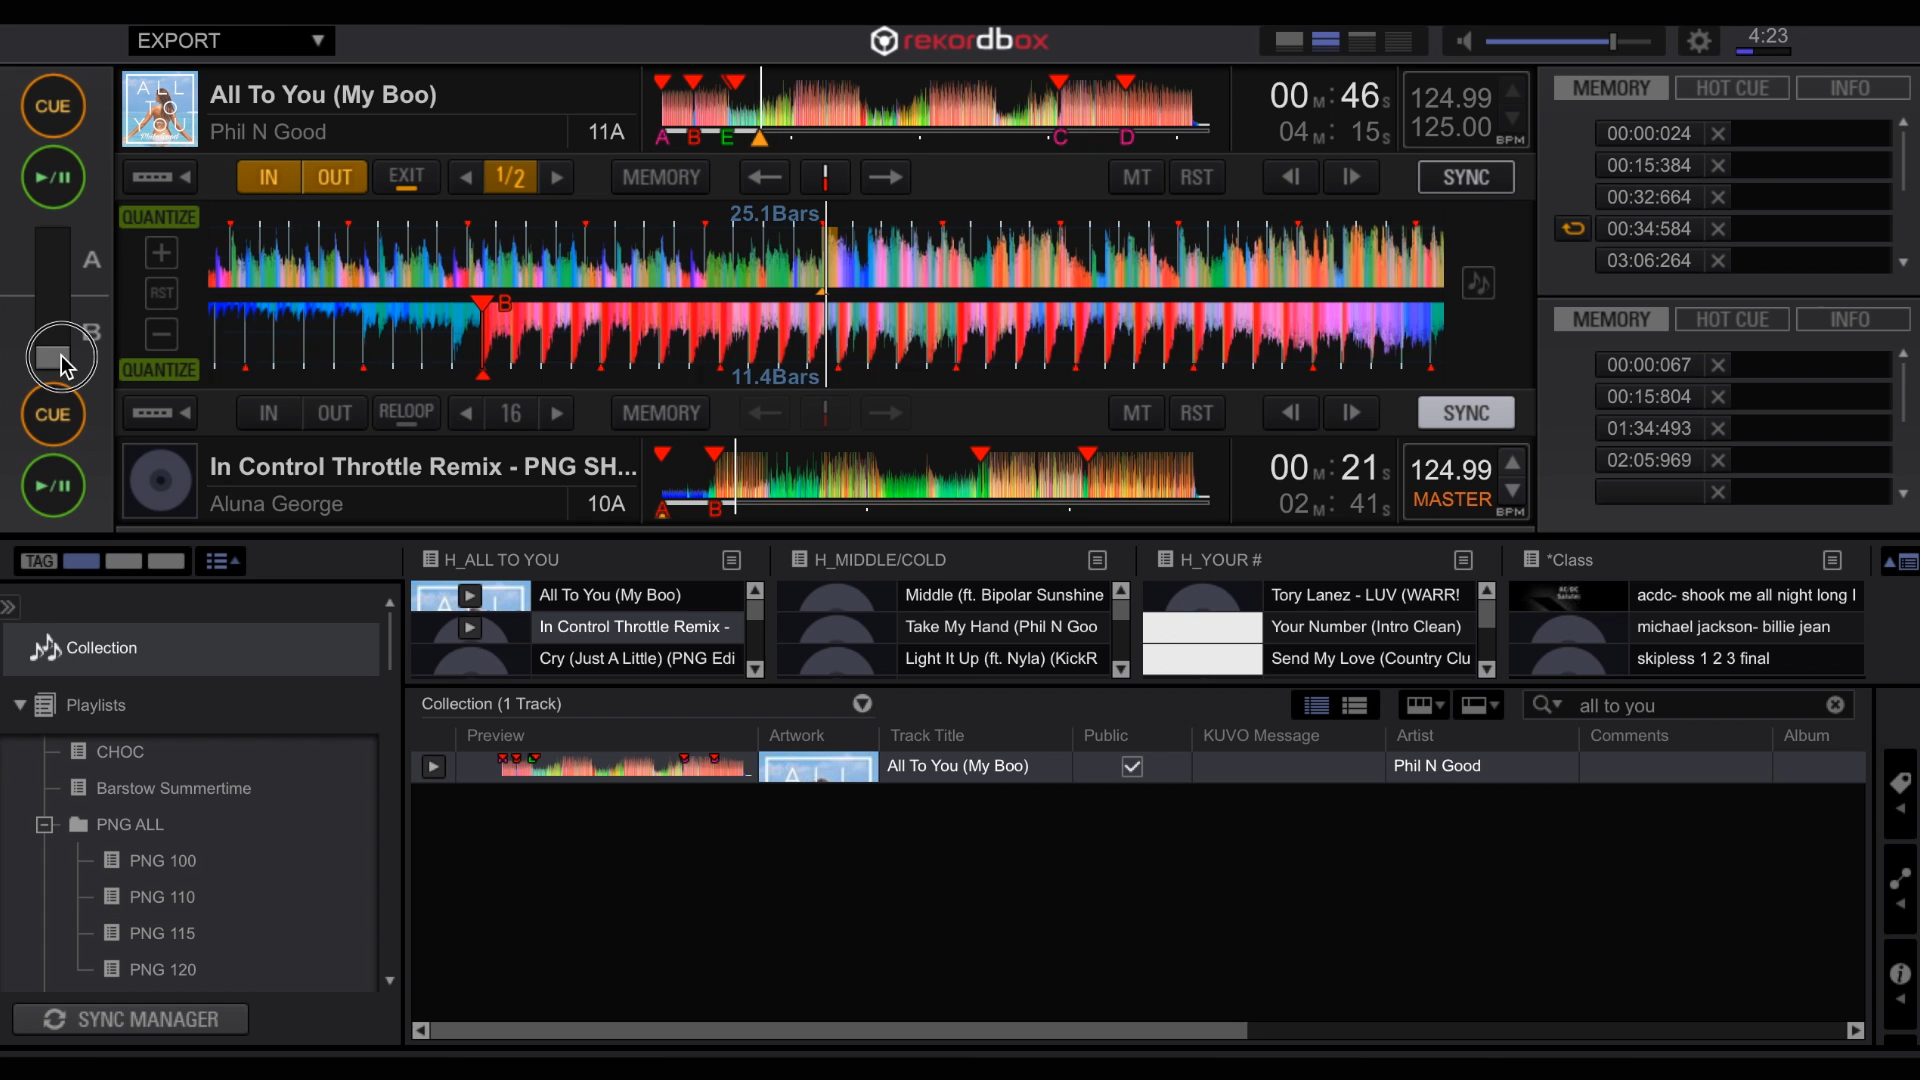 EXPORT
rekordbox
4:23
CUE
ALL
TO
YOU
All To You (My Boo)
Phil N Good
11A
A B E C D
00 M: 46 S
04 M: 15 S
124.99
125.00
BPM
MEMORY HOT CUE INFO
00:00:024
00:15:384
00:32:664
00:34:584
03:06:264
IN OUT EXIT 1/2 MEMORY MT RST SYNC
QUANTIZE
25.1Bars
A
RST
B
B
QUANTIZE
11.4Bars
MEMORY HOT CUE INFO
00:00:067
00:15:804
01:34:493
02:05:969
CUE
IN OUT RELOOP 16 MEMORY MT RST SYNC
In Control Throttle Remix - PNG SH...
Aluna George
10A
A B
00 M: 21 S
02 M: 41 S
124.99
MASTER
BPM
TAG
H_ALL TO YOU
All To You (My Boo)
In Control Throttle Remix -
Cry (Just A Little) (PNG Edi
H_MIDDLE/COLD
Middle (ft. Bipolar Sunshine
Take My Hand (Phil N Goo
Light It Up (ft. Nyla) (KickR
H_YOUR #
Tory Lanez - LUV (WARR!
Your Number (Intro Clean)
Send My Love (Country Clu
*Class
acdc- shook me all night long I
michael jackson- billie jean
skipless 1 2 3 final
Collection
Playlists
CHOC
Barstow Summertime
PNG ALL
PNG 100
PNG 110
PNG 115
PNG 120
SYNC MANAGER
Collection (1 Track)
all to you
Preview Artwork Track Title Public KUVO Message Artist Comments Album
All To You (My Boo) Phil N Good